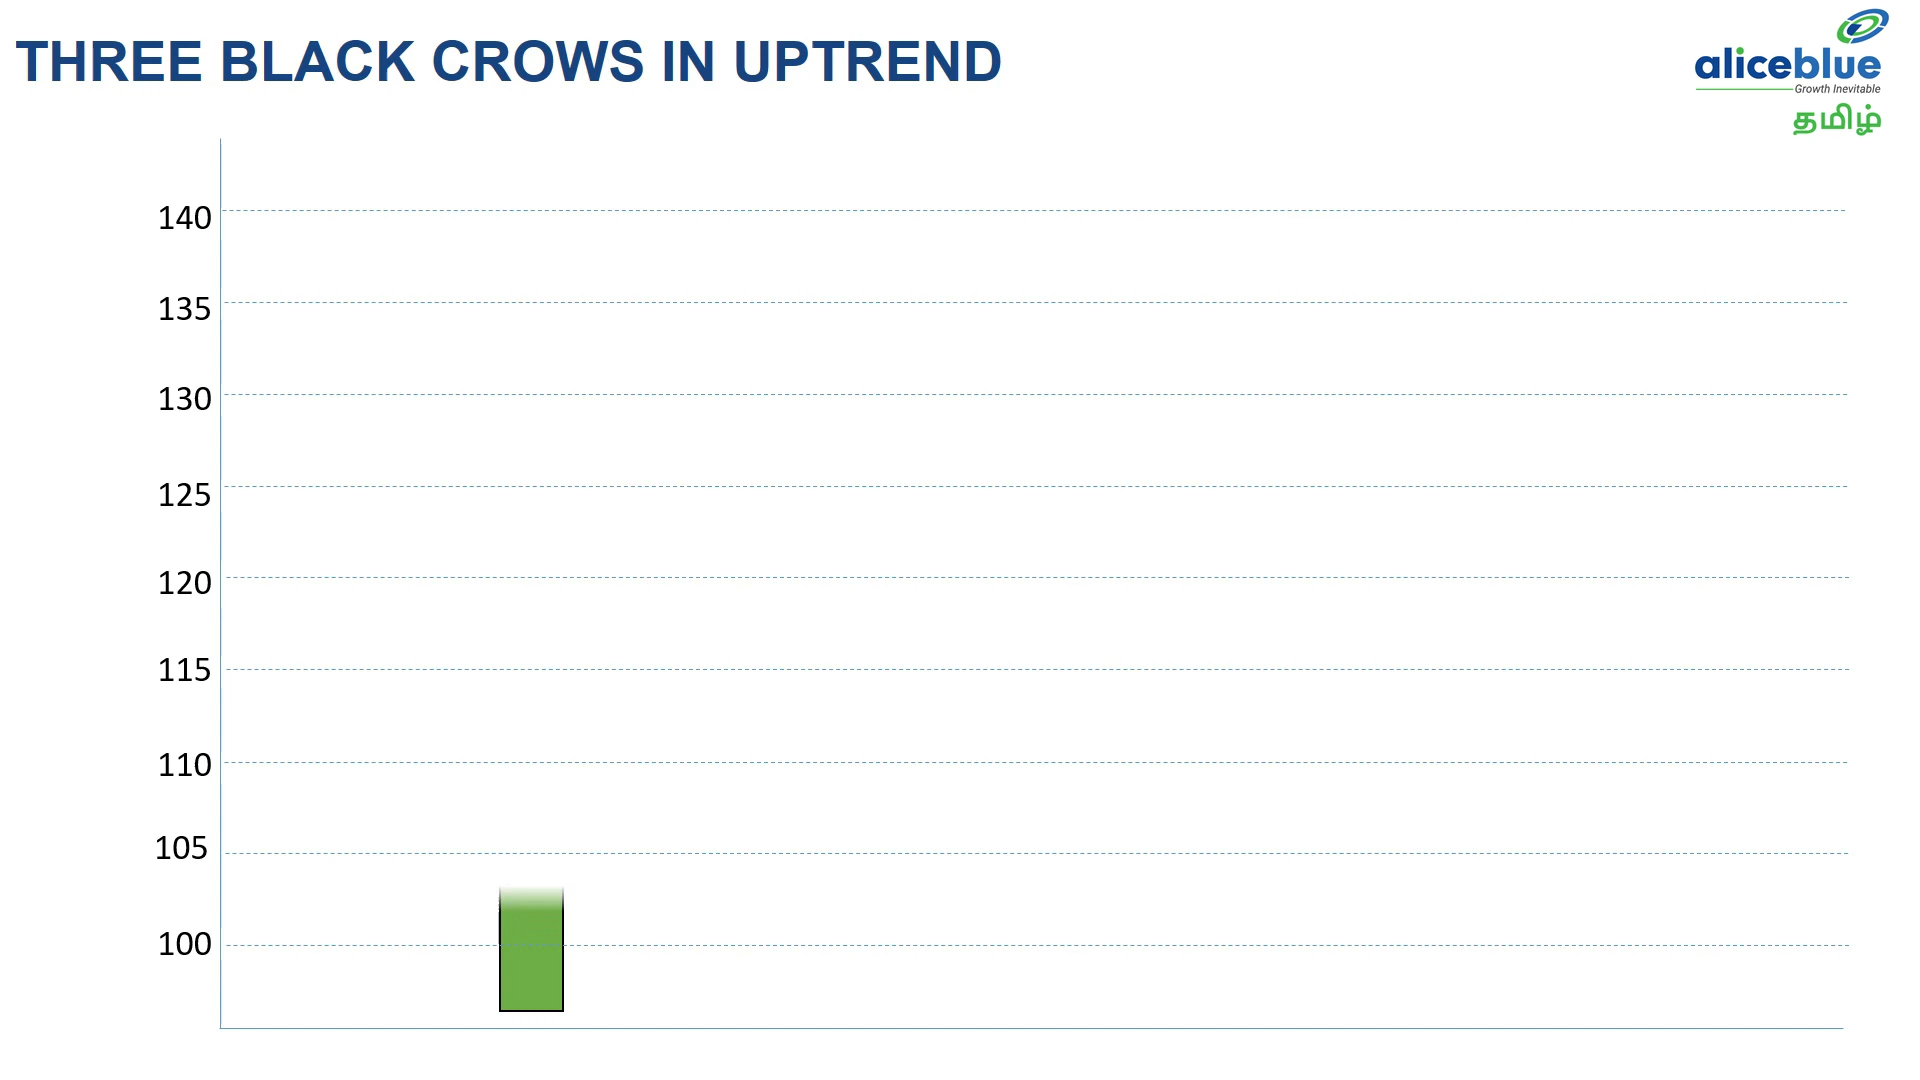 THREE BLACK CROWS IN UPTREND
aliceblue
Growth Inevitable
தமிழ்
140
135
130
125
120
115
110
105
100